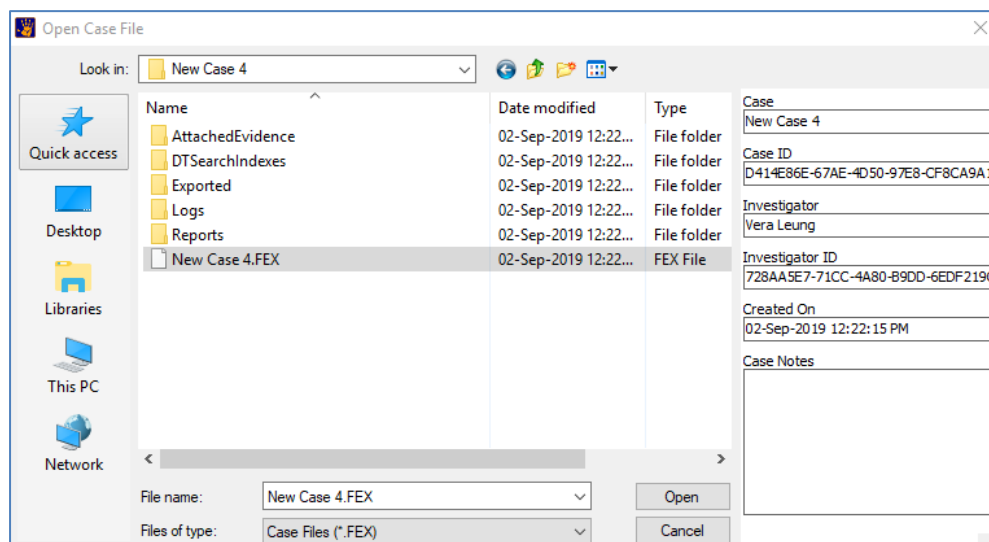 Open Case File
Look in: New Case 4
Quick access
Desktop
Libraries
This PC
Network
Name Date modified Type
AttachedEvidence 02-Sep-2019 12:22... File folder
DTSearchIndexes 02-Sep-2019 12:22... File folder
Exported 02-Sep-2019 12:22... File folder
Logs 02-Sep-2019 12:22... File folder
Reports 02-Sep-2019 12:22... File folder
New Case 4.FEX 02-Sep-2019 12:22... FEX File
File name: New Case 4.FEX Open
Files of type: Case Files (*.FEX) Cancel
Case
New Case 4
Case ID
D414E86E-67AE-4D50-97E8-CF8CA9A1
Investigator
Vera Leung
Investigator ID
728AA5E7-71CC-4A80-B9DD-6EDF2196
Created On
02-Sep-2019 12:22:15 PM
Case Notes